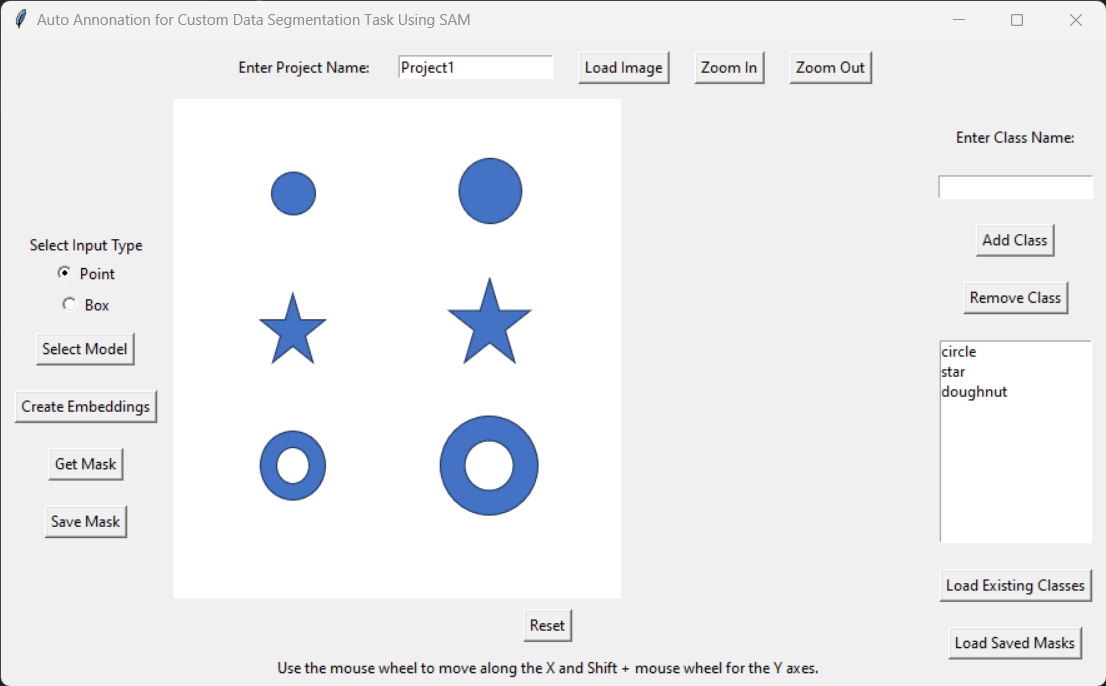 Auto Annonation for Custom Data Segmentation Task Using SAM
Enter Project Name:
Project1
Load Image
Zoom In
Zoom Out
Enter Class Name:
Add Class
Remove Class
Select Input Type
Point
Box
Select Model
Create Embeddings
Get Mask
Save Mask
circle
star
doughnut
Load Existing Classes
Load Saved Masks
Reset
Use the mouse wheel to move along the X and Shift + mouse wheel for the Y axes.